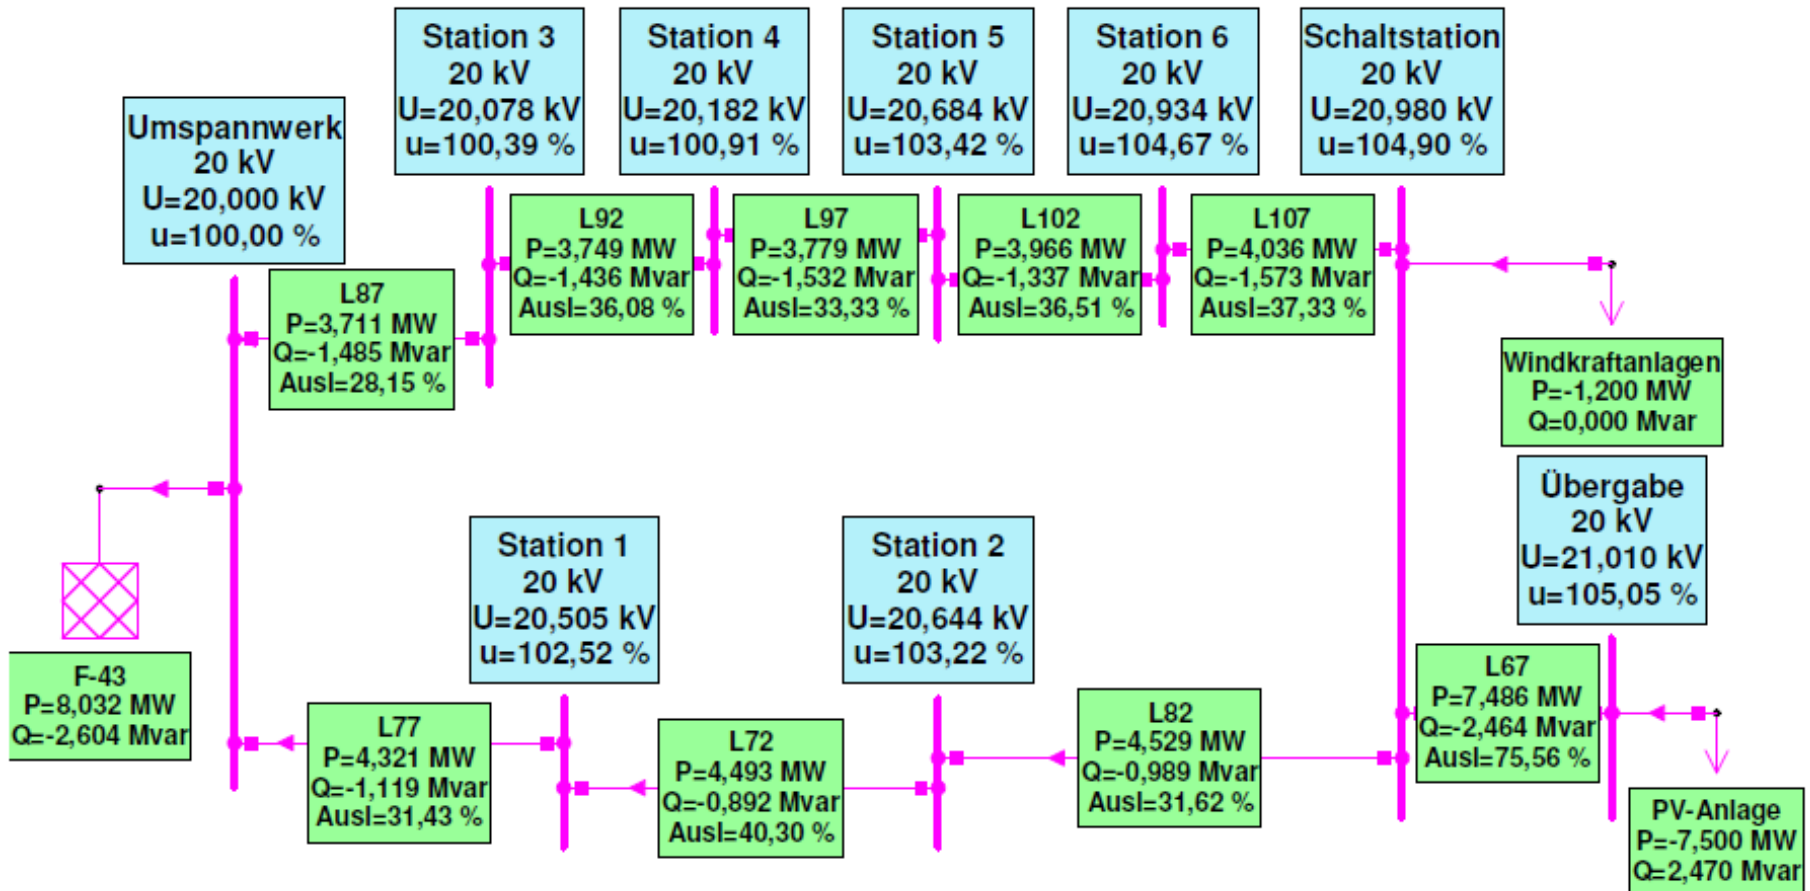 Station 3
20 kV
U=20,078 kV
u=100,39 %
Station 4
20 kV
U=20,182 kV
u=100,91 %
Station 5
20 kV
U=20,684 kV
u=103,42 %
Station 6
20 kV
U=20,934 kV
u=104,67 %
Schaltstation
20 kV
U=20,980 kV
u=104,90 %
Umspannwerk
20 kV
U=20,000 kV
u=100,00 %
L87
P=3,711 MW
Q=-1,485 Mvar
Ausl=28,15 %
L92
P=3,749 MW
Q=-1,436 Mvar
Ausl=36,08 %
L97
P=3,779 MW
Q=-1,532 Mvar
Ausl=33,33 %
L102
P=3,966 MW
Q=-1,337 Mvar
Ausl=36,51 %
L107
P=4,036 MW
Q=-1,573 Mvar
Ausl=37,33 %
Windkraftanlagen
P=-1,200 MW
Q=0,000 Mvar
Übergabe
20 kV
U=21,010 kV
u=105,05 %
Station 1
20 kV
U=20,505 kV
u=102,52 %
Station 2
20 kV
U=20,644 kV
u=103,22 %
F-43
P=8,032 MW
Q=-2,604 Mvar
L77
P=4,321 MW
Q=-1,119 Mvar
Ausl=31,43 %
L72
P=4,493 MW
Q=-0,892 Mvar
Ausl=40,30 %
L82
P=4,529 MW
Q=-0,989 Mvar
Ausl=31,62 %
L67
P=7,486 MW
Q=-2,464 Mvar
Ausl=75,56 %
PV-Anlage
P=-7,500 MW
Q=2,470 Mvar